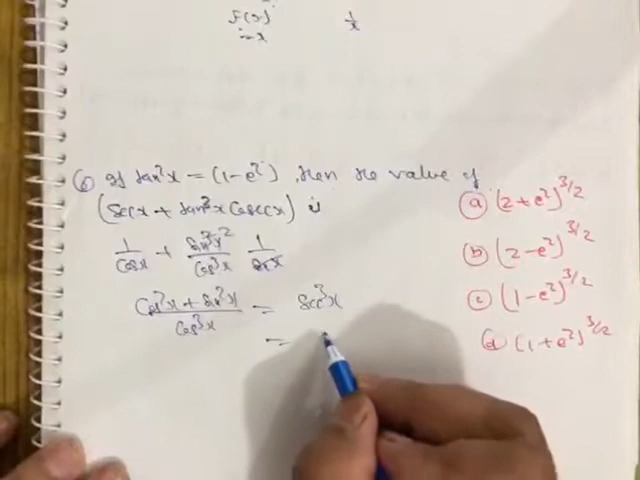 F(x) 1/x
= x
⑥ If tan²x = (1-e²), then the value of
(secx + tan³x cosecx) is
1/cosx + sin³x²/cos³x 1/sinx
cos²x + sin²x/cos³x = sec³x
=
ⓐ (2+e²)^3/2
ⓑ (2-e²)^3/2
ⓒ (1-e²)^3/2
ⓓ (1+e²)^3/2